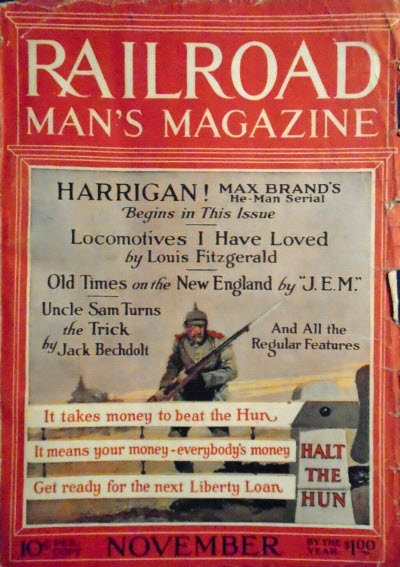 RAILROAD
MAN'S MAGAZINE
HARRIGAN! MAX BRAND'S
He-Man Serial
Begins in This Issue
Locomotives I Have Loved
by Louis Fitzgerald
Old Times on the New England by "J.E.M."
Uncle Sam Turns
the Trick
by Jack Bechdolt
And All the
Regular Features
It takes money to beat the Hun
It means your money-everybody's money
Get ready for the next Liberty Loan
HALT
THE
HUN
10¢ PER
COPY
NOVEMBER
BY THE
YEAR
$1.00